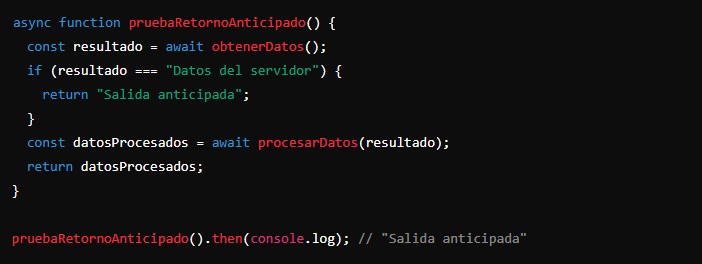 async function pruebaRetornoAnticipado() {
  const resultado = await obtenerDatos();
  if (resultado === "Datos del servidor") {
    return "Salida anticipada";
  }
  const datosProcesados = await procesarDatos(resultado);
  return datosProcesados;
}

pruebaRetornoAnticipado().then(console.log); // "Salida anticipada"